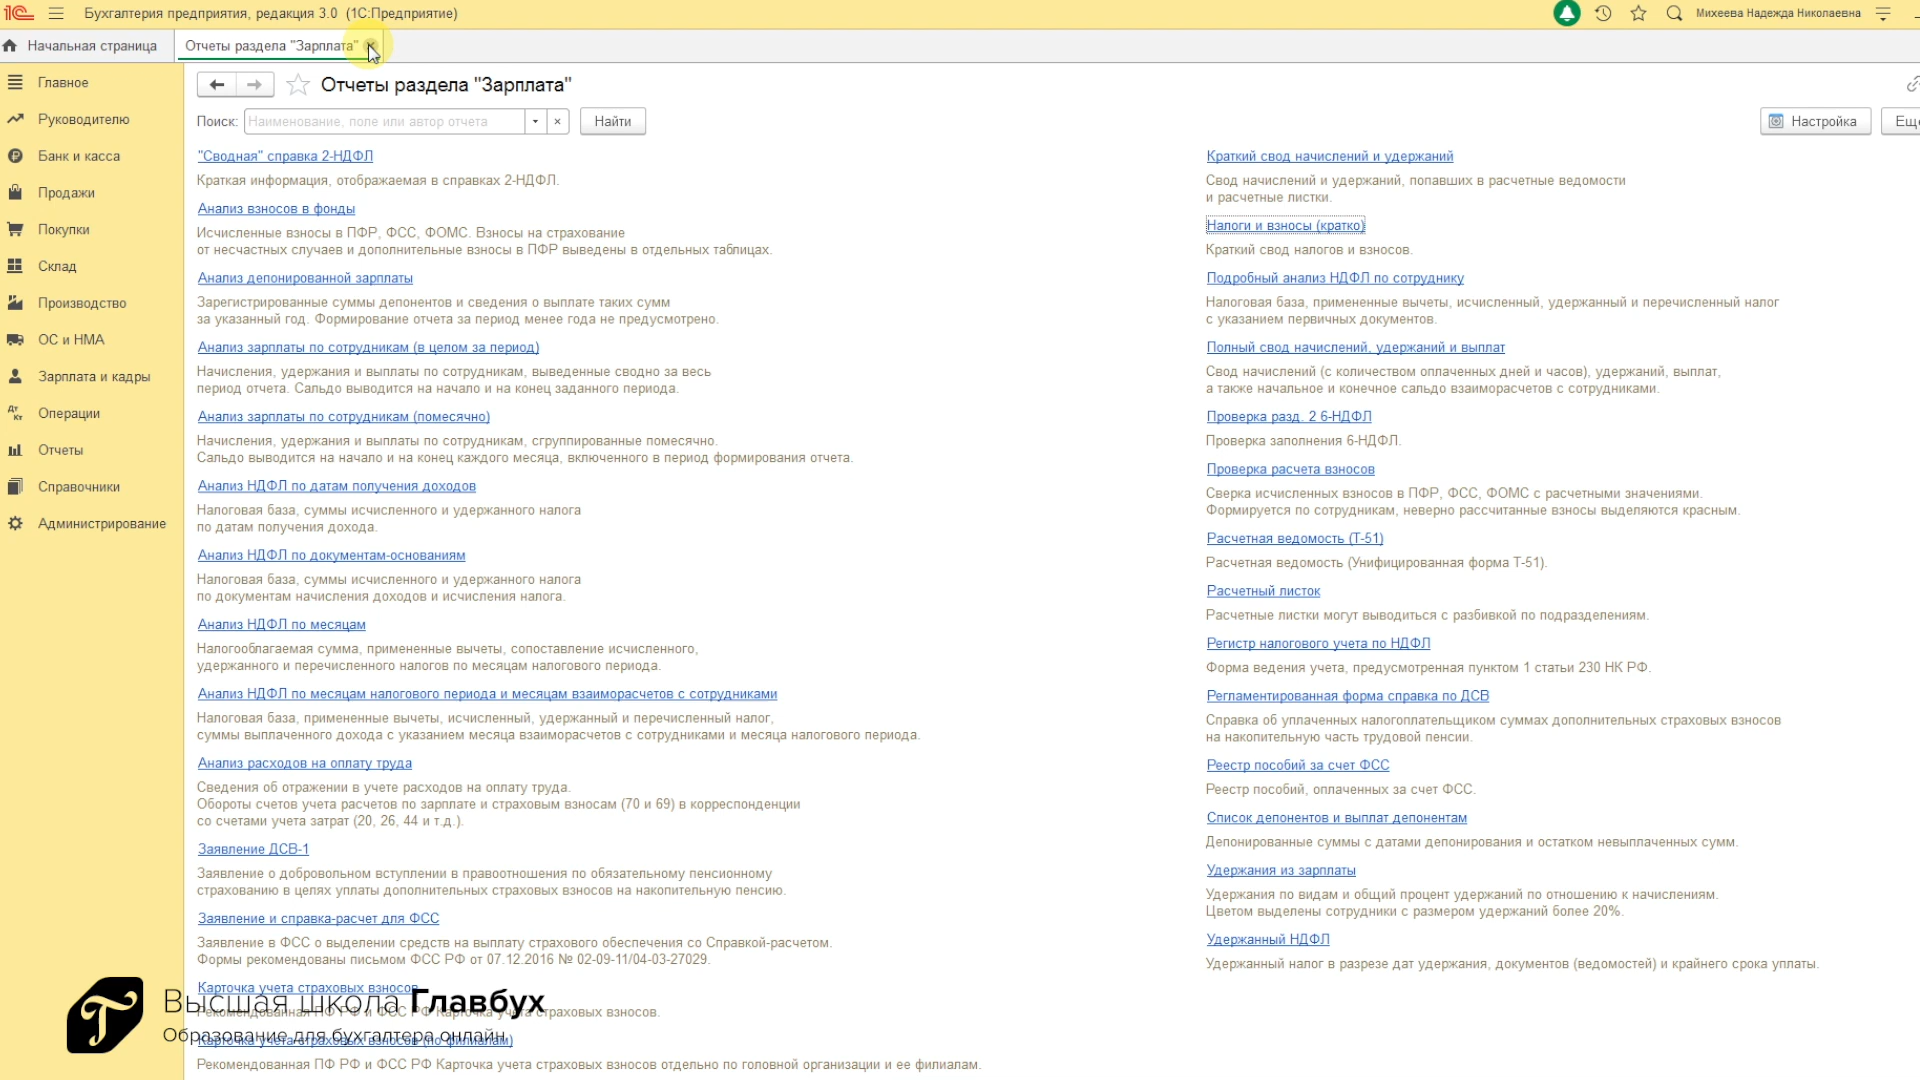 Бухгалтерия предприятия, редакция 3.0 (1С:Предприятие)
Михеева Надежда Николаевна
Начальная страница
Отчеты раздела "Зарплата"
Главное
Руководителю
Банк и касса
Продажи
Покупки
Склад
Производство
ОС и НМА
Зарплата и кадры
Операции
Отчеты
Справочники
Администрирование
Отчеты раздела "Зарплата"
Поиск: Наименование, поле или автор отчета
Найти
Настройка
Еще
"Сводная" справка 2-НДФЛ
Краткая информация, отображаемая в справках 2-НДФЛ.
Анализ взносов в фонды
Исчисленные взносы в ПФР, ФСС, ФОМС. Взносы на страхование
от несчастных случаев и дополнительные взносы в ПФР выведены в отдельных таблицах.
Анализ депонированной зарплаты
Зарегистрированные суммы депонентов и сведения о выплате таких сумм
за указанный год. Формирование отчета за период менее года не предусмотрено.
Анализ зарплаты по сотрудникам (в целом за период)
Начисления, удержания и выплаты по сотрудникам, выведенные сводно за весь
период отчета. Сальдо выводится на начало и на конец заданного периода.
Анализ зарплаты по сотрудникам (помесячно)
Начисления, удержания и выплаты по сотрудникам, сгруппированные помесячно.
Сальдо выводится на начало и на конец каждого месяца, включенного в период формирования отчета.
Анализ НДФЛ по датам получения доходов
Налоговая база, суммы исчисленного и удержанного налога
по датам получения дохода.
Анализ НДФЛ по документам-основаниям
Налоговая база, суммы исчисленного и удержанного налога
по документам начисления доходов и исчисления налога.
Анализ НДФЛ по месяцам
Налогооблагаемая сумма, примененные вычеты, сопоставление исчисленного,
удержанного и перечисленного налогов по месяцам налогового периода.
Анализ НДФЛ по месяцам налогового периода и месяцам взаиморасчетов с сотрудниками
Налоговая база, примененные вычеты, исчисленный, удержанный и перечисленный налог,
суммы выплаченного дохода с указанием месяца взаиморасчетов с сотрудниками и месяца налогового периода.
Анализ расходов на оплату труда
Сведения об отражении в учете расходов на оплату труда.
Обороты счетов учета расчетов по зарплате и страховым взносам (70 и 69) в корреспонденции
со счетами учета затрат (20, 26, 44 и т.д.).
Заявление ДСВ-1
Заявление о добровольном вступлении в правоотношения по обязательному пенсионному
страхованию в целях уплаты дополнительных страховых взносов на накопительную пенсию.
Заявление и справка-расчет для ФСС
Заявление в ФСС о выделении средств на выплату страхового обеспечения со Справкой-расчетом.
Формы рекомендованы письмом ФСС РФ от 07.12.2016 № 02-09-11/04-03-27029.
Карточка учета страховых взносов
Рекомендованная ПФ РФ и ФСС РФ Карточка учета страховых взносов.
Карточка учета страховых взносов (по филиалам)
Рекомендованная ПФ РФ и ФСС РФ Карточка учета страховых взносов отдельно по головной организации и ее филиалам.
Краткий свод начислений и удержаний
Свод начислений и удержаний, попавших в расчетные ведомости
и расчетные листки.
Налоги и взносы (кратко)
Краткий свод налогов и взносов.
Подробный анализ НДФЛ по сотруднику
Налоговая база, примененные вычеты, исчисленный, удержанный и перечисленный налог
с указанием первичных документов.
Полный свод начислений, удержаний и выплат
Свод начислений (с количеством оплаченных дней и часов), удержаний, выплат,
а также начальное и конечное сальдо взаиморасчетов с сотрудниками.
Проверка разд. 2 6-НДФЛ
Проверка заполнения 6-НДФЛ.
Проверка расчета взносов
Сверка исчисленных взносов в ПФР, ФСС, ФОМС с расчетными значениями.
Формируется по сотрудникам, неверно рассчитанные взносы выделяются красным.
Расчетная ведомость (Т-51)
Расчетная ведомость (Унифицированная форма Т-51).
Расчетный листок
Расчетные листки могут выводиться с разбивкой по подразделениям.
Регистр налогового учета по НДФЛ
Форма ведения учета, предусмотренная пунктом 1 статьи 230 НК РФ.
Регламентированная форма справка по ДСВ
Справка об уплаченных налогоплательщиком суммах дополнительных страховых взносов
на накопительную часть трудовой пенсии.
Реестр пособий за счет ФСС
Реестр пособий, оплаченных за счет ФСС.
Список депонентов и выплат депонентам
Депонированные суммы с датами депонирования и остатком невыплаченных сумм.
Удержания из зарплаты
Удержания по видам и общий процент удержаний по отношению к начислениям.
Цветом выделены сотрудники с размером удержаний более 20%.
Удержанный НДФЛ
Удержанный налог в разрезе дат удержания, документов (ведомостей) и крайнего срока уплаты.
Высшая школа Главбух
Образование для бухгалтера онлайн